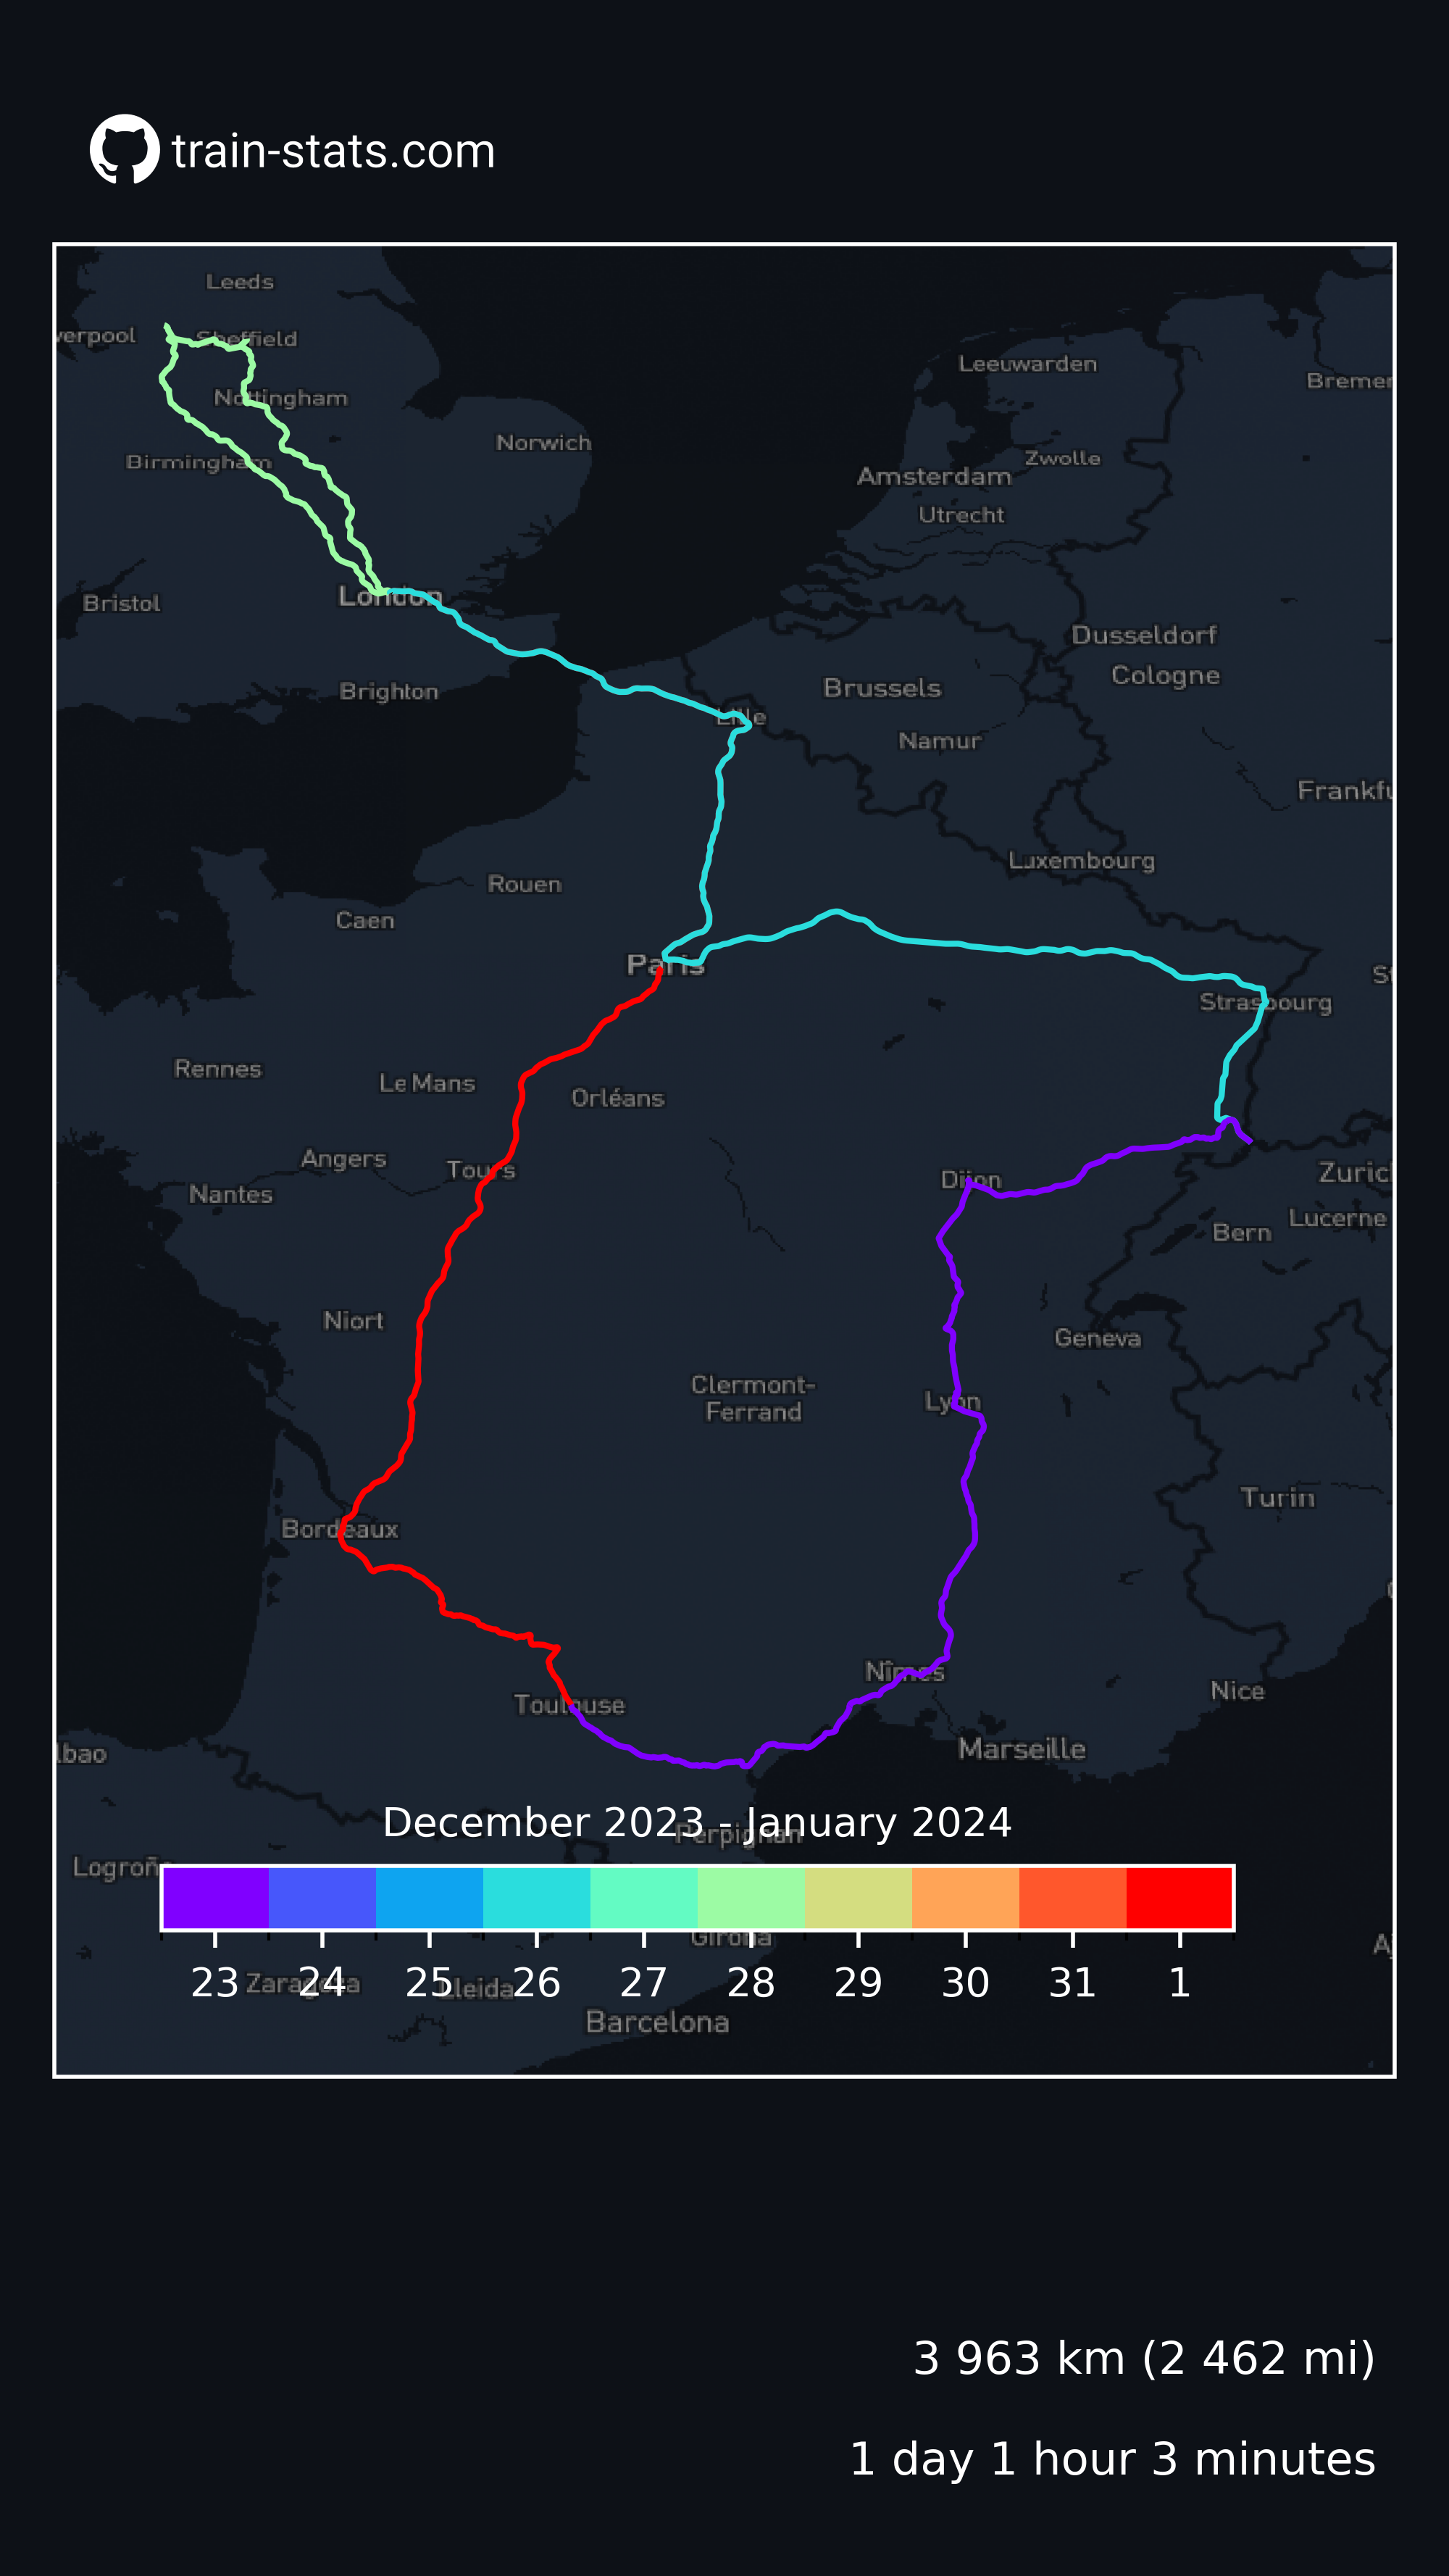 train-stats.com
Leeds
verpool
Sheffield
Leeuwarden
Bremer
Nottingham
Norwich
Birmingham
Zwolle
Amsterdam
Utrecht
London
Bristol
Dusseldorf
Cologne
Brussels
Brighton
Lille
Namur
Frankfu
Luxembourg
Rouen
Caen
Paris
St
Strasbourg
Rennes
Le Mans
Orléans
Angers
Tours
Nantes
Dijon
Zuric
Lucerne
Bern
Niort
Geneva
Clermont-
Ferrand
Lyon
Turin
Bordeaux
Nîmes
Nice
Toulouse
Marseille
lbao
December 2023 - January 2024
Perpignan
Logroño
Girona
Aj
23 24 25 26 27 28 29 30 31 1
Zaragoza
Lleida
Barcelona
3 963 km (2 462 mi)
1 day 1 hour 3 minutes